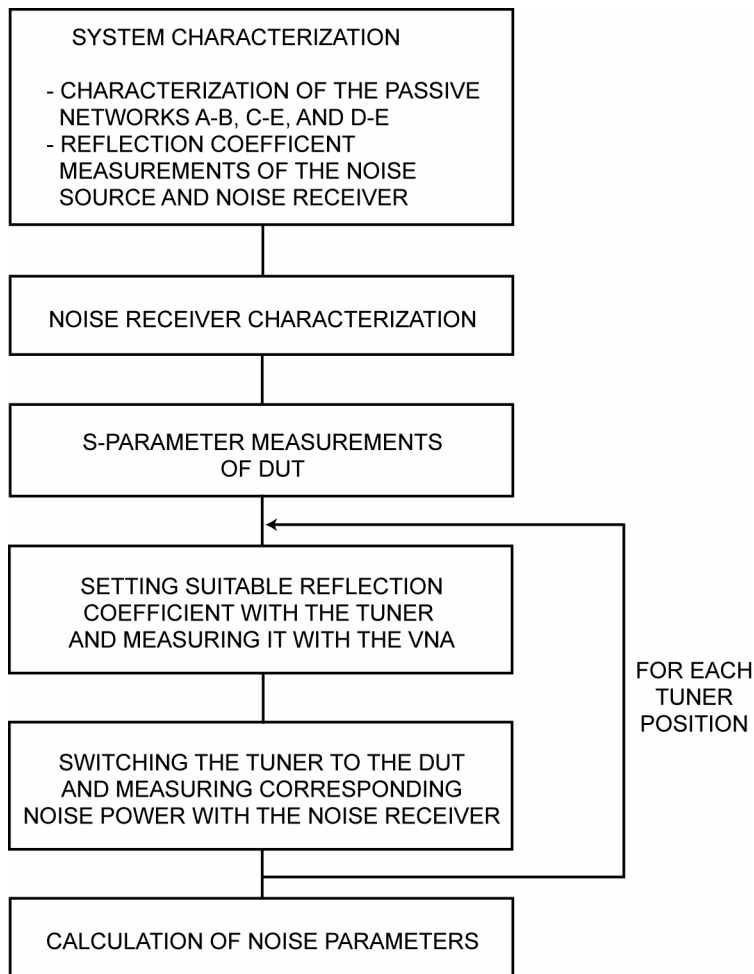 SYSTEM CHARACTERIZATION
- CHARACTERIZATION OF THE PASSIVE
NETWORKS A-B, C-E, AND D-E
- REFLECTION COEFFICENT
MEASUREMENTS OF THE NOISE
SOURCE AND NOISE RECEIVER
NOISE RECEIVER CHARACTERIZATION
S-PARAMETER MEASUREMENTS
OF DUT
SETTING SUITABLE REFLECTION
COEFFICIENT WITH THE TUNER
AND MEASURING IT WITH THE VNA
FOR EACH
TUNER
POSITION
SWITCHING THE TUNER TO THE DUT
AND MEASURING CORRESPONDING
NOISE POWER WITH THE NOISE RECEIVER
CALCULATION OF NOISE PARAMETERS